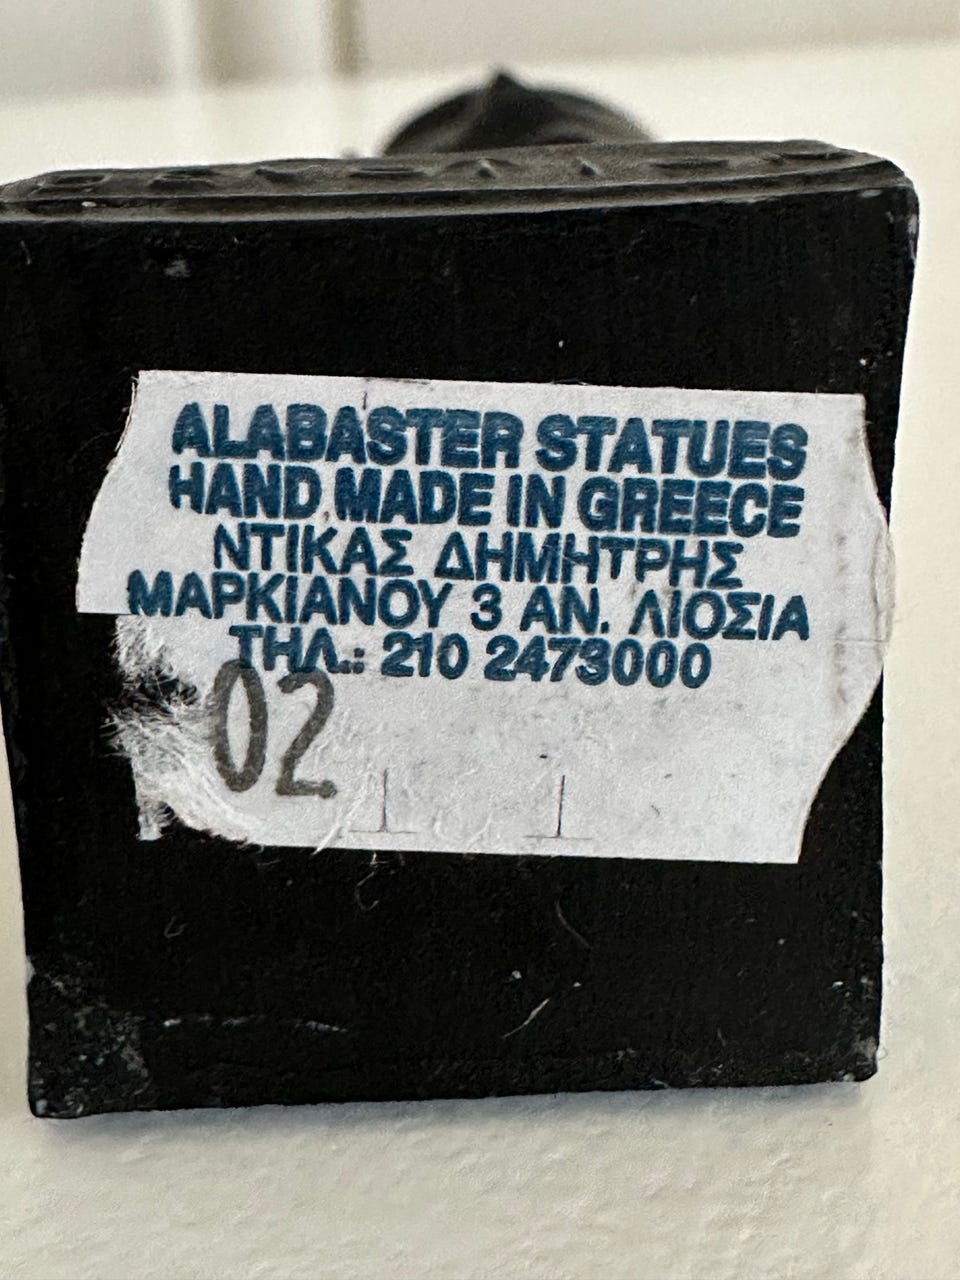 ALABASTER STATUES
HAND MADE IN GREECE
ΝΤΙΚΑΣ ΔΗΜΗΤΡΗΣ
ΜΑΡΚΙΑΝΟΥ 3 ΑΝ. ΛΙΟΣΙΑ
ΤΗΛ.: 210 2473000
02